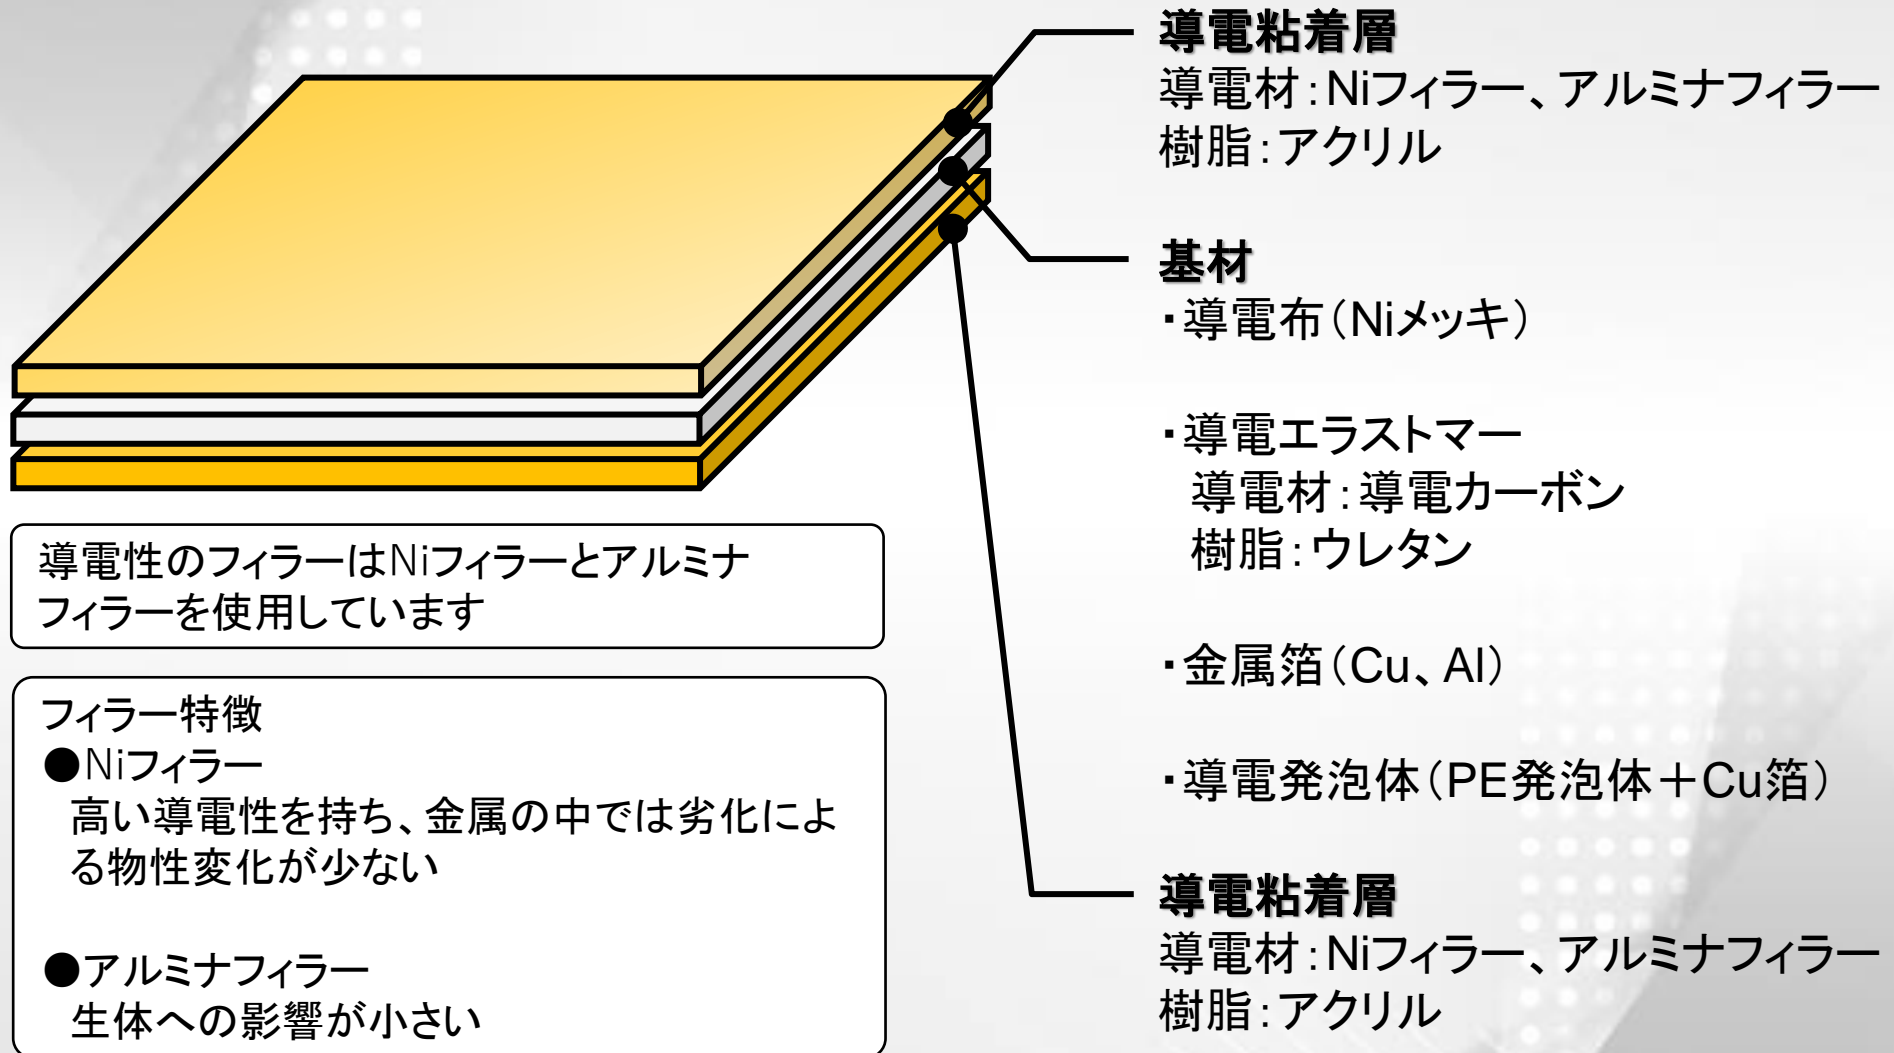 導電粘着層
導電材：Niフィラー、アルミナフィラー
樹脂：アクリル
基材
・導電布（Niメッキ）
・導電エラストマー
導電材：導電カーボン
樹脂：ウレタン
・金属箔（Cu、Al）
・導電発泡体（PE発泡体＋Cu箔）
導電粘着層
導電材：Niフィラー、アルミナフィラー
樹脂：アクリル
導電性のフィラーはNiフィラーとアルミナ
フィラーを使用しています
フィラー特徴
●Niフィラー
高い導電性を持ち、金属の中では劣化によ
る物性変化が少ない
●アルミナフィラー
生体への影響が小さい